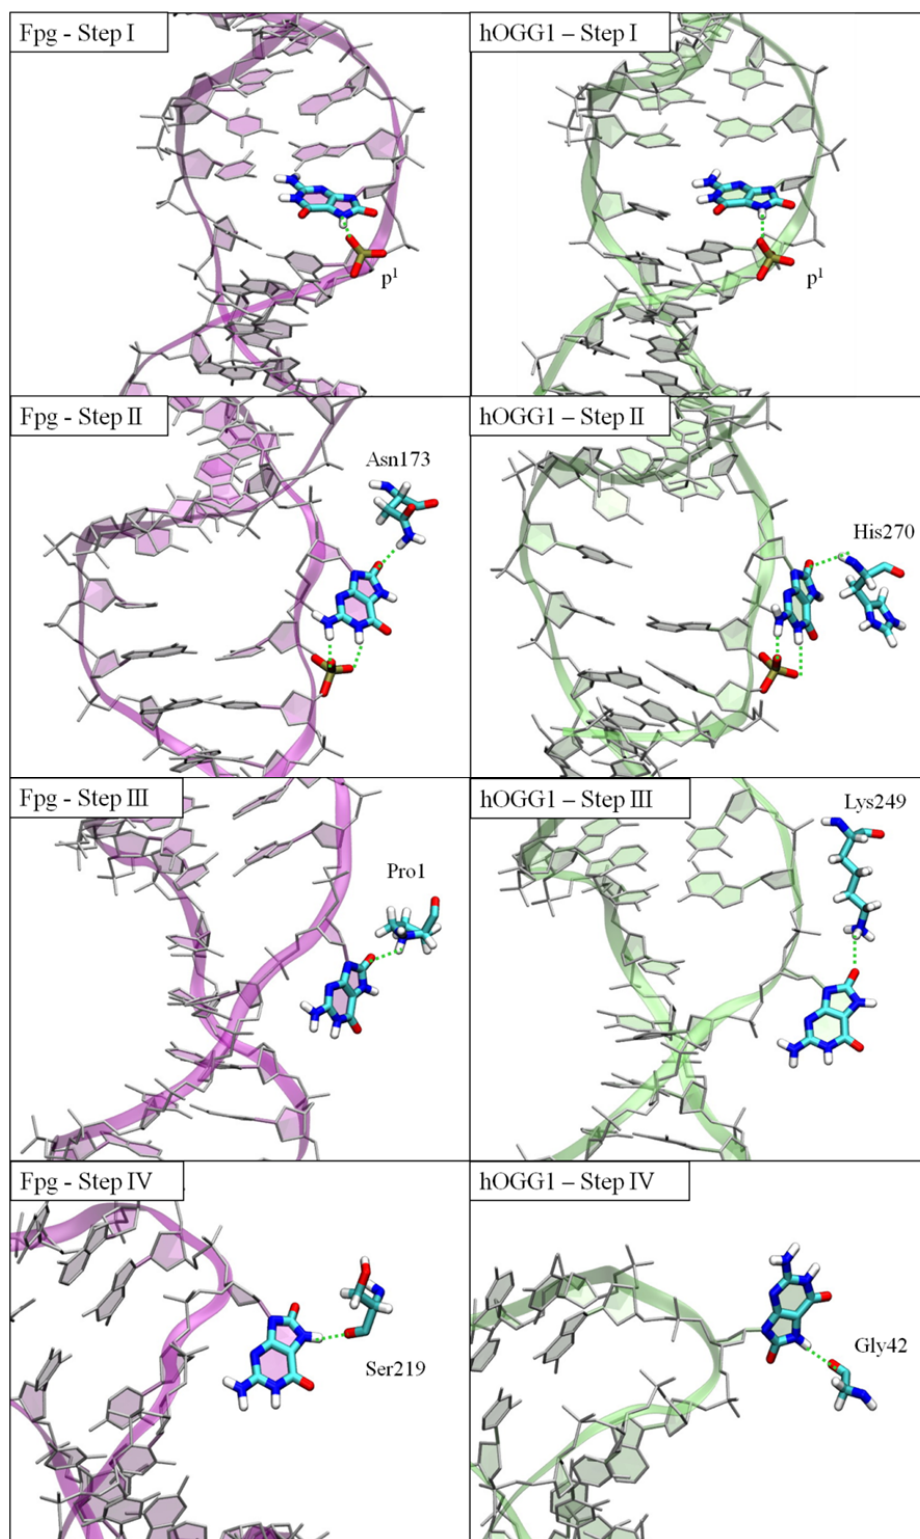 Fpg - Step I
hOGG1 – Step I
p¹
p¹
Fpg - Step II
hOGG1 – Step II
Asn173
His270
Fpg - Step III
hOGG1 – Step III
Lys249
Pro1
Fpg - Step IV
hOGG1 – Step IV
Ser219
Gly42